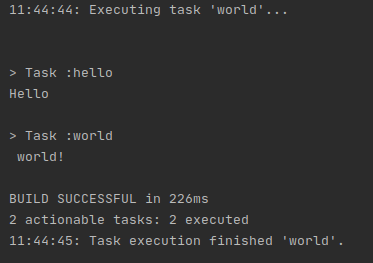 11:44:44: Executing task 'world'...
> Task :hello
Hello
> Task :world
 world!
BUILD SUCCESSFUL in 226ms
2 actionable tasks: 2 executed
11:44:45: Task execution finished 'world'.